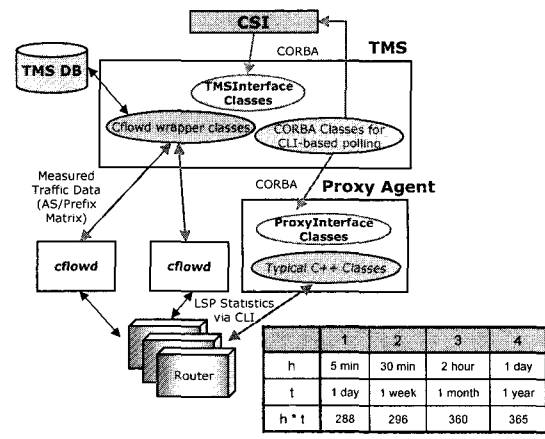 CSI
CORBA
TMS
TMS DB
TMSInterface
Classes
Cflowd wrapper classes
CORBA Classes for
CLI-based polling
Measured
Traffic Data
(AS/Prefix
Matrix)
CORBA
Proxy Agent
ProxyInterface
Classes
Typical C++ Classes
cflowd
cflowd
LSP Statistics
via CLI
Router
1 2 3 4
h 5 min 30 min 2 hour 1 day
t 1 day 1 week 1 month 1 year
h * t 288 296 360 365